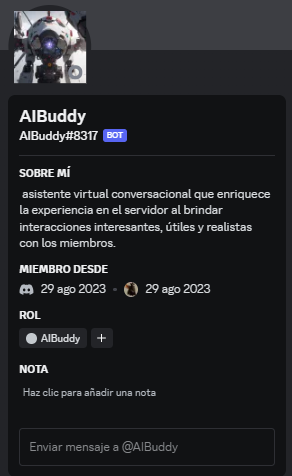 AIBuddy
AIBuddy#8317 BOT
SOBRE MÍ
asistente virtual conversacional que enriquece
la experiencia en el servidor al brindar
interacciones interesantes, útiles y realistas
con los miembros.
MIEMBRO DESDE
29 ago 2023 • 29 ago 2023
ROL
AIBuddy +
NOTA
Haz clic para añadir una nota
Enviar mensaje a @AIBuddy